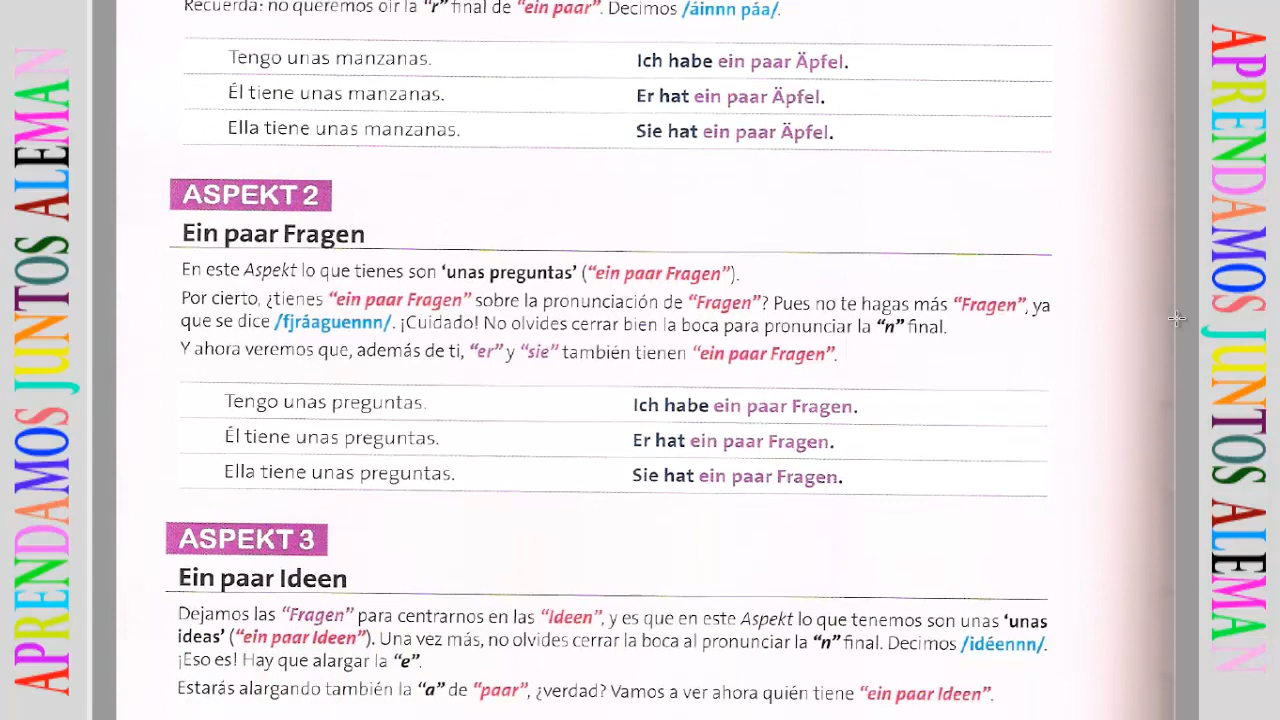 Recuerda: no queremos oír la "r" final de "ein paar". Decimos /áinnn páa/.
Tengo unas manzanas. Ich habe ein paar Äpfel.
Él tiene unas manzanas. Er hat ein paar Äpfel.
Ella tiene unas manzanas. Sie hat ein paar Äpfel.
ASPEKT 2
Ein paar Fragen
En este Aspekt lo que tienes son 'unas preguntas' ("ein paar Fragen").
Por cierto, ¿tienes "ein paar Fragen" sobre la pronunciación de "Fragen"? Pues no te hagas más "Fragen", ya
que se dice /fjráaguennn/. ¡Cuidado! No olvides cerrar bien la boca para pronunciar la "n" final.
Y ahora veremos que, además de ti, "er" y "sie" también tienen "ein paar Fragen".
Tengo unas preguntas. Ich habe ein paar Fragen.
Él tiene unas preguntas. Er hat ein paar Fragen.
Ella tiene unas preguntas. Sie hat ein paar Fragen.
ASPEKT 3
Ein paar Ideen
Dejamos las "Fragen" para centrarnos en las "Ideen", y es que en este Aspekt lo que tenemos son unas 'unas
ideas' ("ein paar Ideen"). Una vez más, no olvides cerrar la boca al pronunciar la "n" final. Decimos /idéennn/.
¡Eso es! Hay que alargar la "e".
Estarás alargando también la "a" de "paar", ¿verdad? Vamos a ver ahora quién tiene "ein paar Ideen".
APRENDAMOS JUNTOS ALEMAN
APRENDAMOS JUNTOS ALEMAN